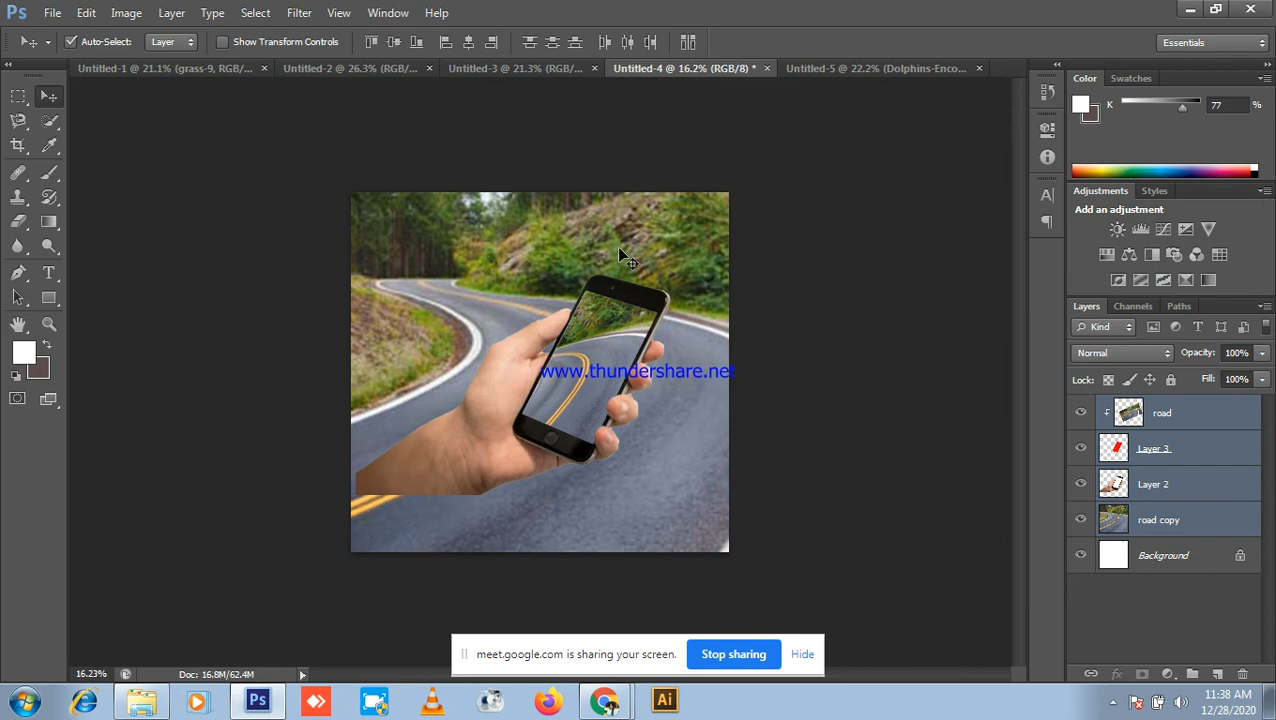 Ps File Edit Image Layer Type Select Filter View Window Help
Auto-Select: Layer Show Transform Controls Essentials
Untitled-1 @ 21.1% (grass-9, RGB/... × Untitled-2 @ 26.3% (RGB/... × Untitled-3 @ 21.3% (RGB/... × Untitled-4 @ 16.2% (RGB/8) * × Untitled-5 @ 22.2% (Dolphins-Enco... ×
Color Swatches
K 77 %
Adjustments Styles
Add an adjustment
Layers Channels Paths
Kind
Normal Opacity: 100%
Lock: Fill: 100%
road
Layer 3
Layer 2
road copy
Background
www.thundershare.net
meet.google.com is sharing your screen. Stop sharing Hide
16.23% Doc: 16.8M/62.4M
Ps Ai
11:38 AM
12/28/2020